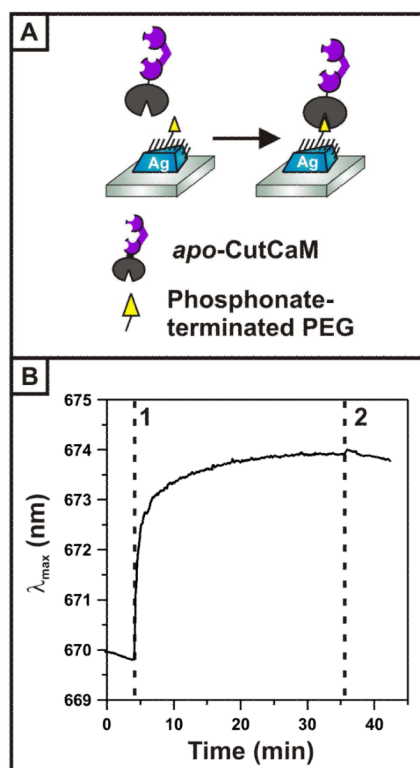 A
Ag
Ag
apo-CutCaM
Phosphonate-
terminated PEG
B
675
674
673
672
671
670
669
1
2
λmax (nm)
0
10
20
30
40
Time (min)